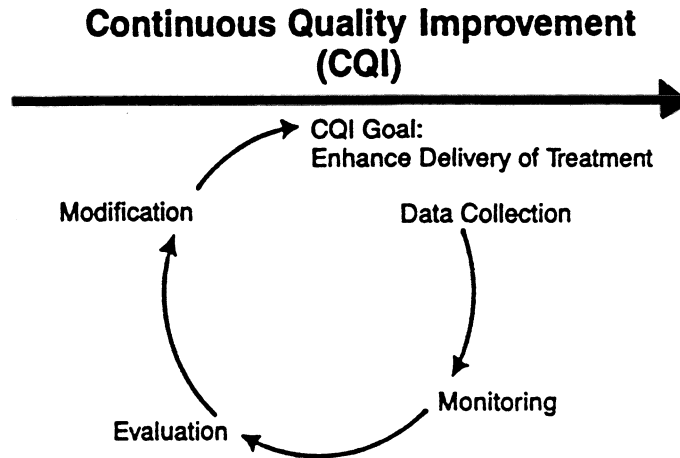 Continuous Quality Improvement
(CQI)
CQI Goal:
Enhance Delivery of Treatment
Modification
Data Collection
Monitoring
Evaluation